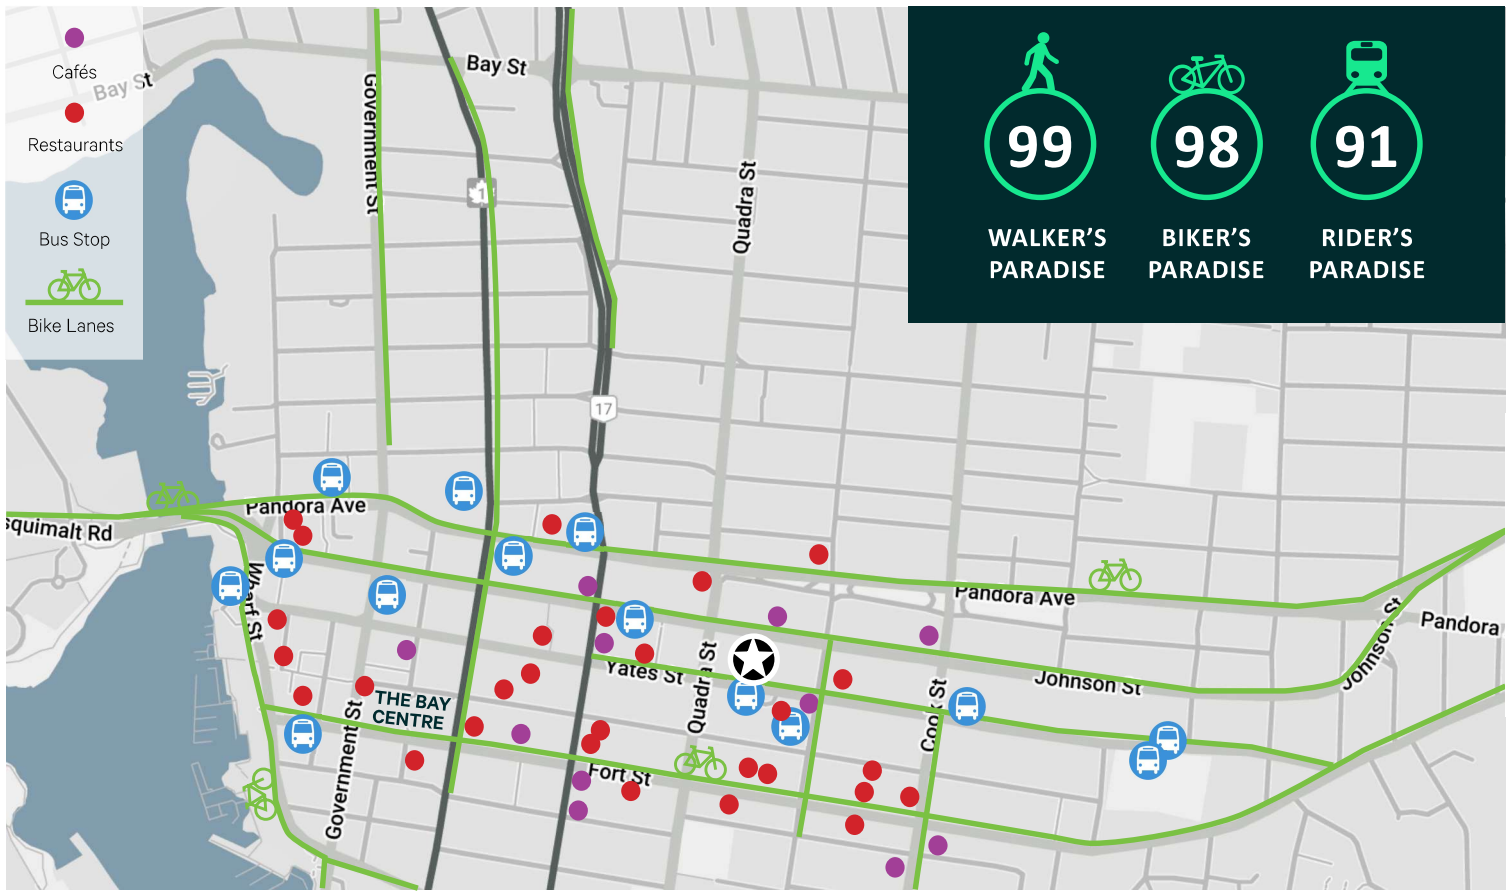 Cafés
Restaurants
Bus Stop
Bike Lanes
Bay St
Bay St
Government St
1
Quadra St
17
99
98
91
WALKER'S
PARADISE
BIKER'S
PARADISE
RIDER'S
PARADISE
squimalt Rd
Pandora Ave
Wharf St
Pandora Ave
Pandora
Johnson St
Johnson St
Yates St
Quadra St
Cook St
THE BAY
CENTRE
Government St
Fort St